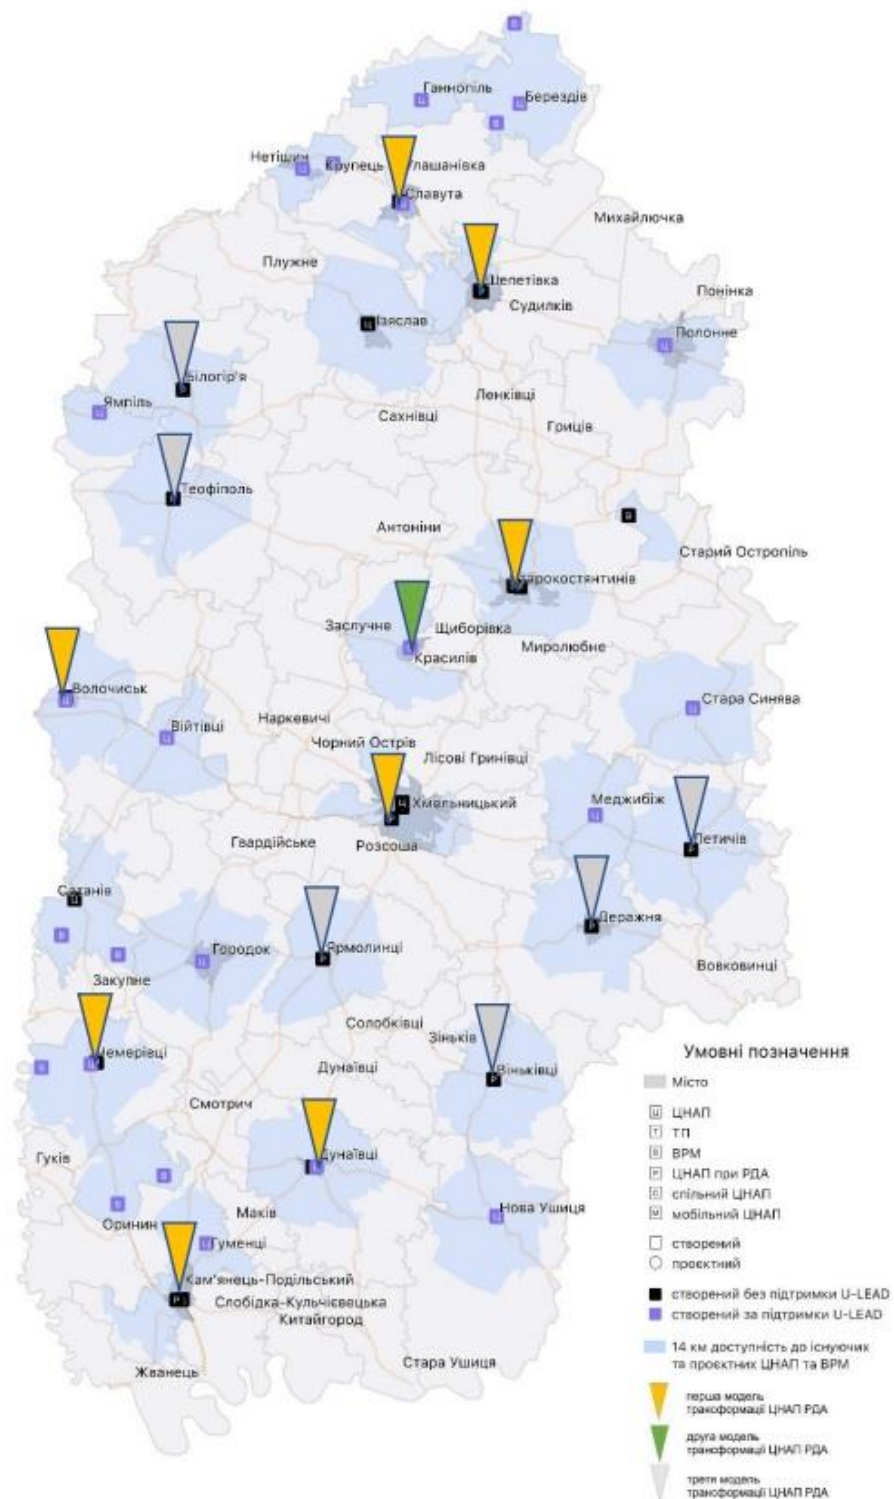 В
Ганнопіль
Ц
Берездів
Ц
В
Нетішин
Ц
Крупець
Улашанівка
Славута
Ц
Михайлючка
Плужне
Шепетівка
Р
Судилків
Понінка
Ізяслав
Ц
Полонне
Ц
Білогір'я
Р
Ямпіль
Ц
Ленківці
Сахнівці
Гриців
Теофіполь
Антоніни
В
Старий Остропіль
Старокостянтинів
Заслучне
Щиборівка
Миролюбне
Красилів
Волочиськ
Ц
Стара Синява
Ц
Війтівці
Ц
Наркевичі
Чорний Острів
Лісові Гринівці
Хмельницький
Ц
Р
Меджибіж
Ц
Летичів
Р
Гвардійське
Розсоша
Сатанів
Ц
Деражня
Р
В
Городок
Ц
Ярмолинці
Р
В
Закупне
Вовковинці
Солобківці
Зіньків
Чемерівці
Ц
В
Дунаївці
Віньківці
Р
Смотрич
Гуків
Дунаївці
В
В
Оринин
Маків
Нова Ушиця
Ц
Гуменці
Ц
Кам'янець-Подільський
Р
Слобідка-Кульчієвецька
Китайгород
Стара Ушиця
Жванець
Умовні позначення
Місто
Ц ЦНАП
Т ТП
В ВРМ
Р ЦНАП при РДА
С спільний ЦНАП
М мобільний ЦНАП
створений
проєктний
створений без підтримки U-LEAD
створений за підтримки U-LEAD
14 км доступність до існуючих
та проєктних ЦНАП та ВРМ
перша модель
трансформації ЦНАП РДА
друга модель
трансформації ЦНАП РДА
третя модель
трансформації ЦНАП РДА